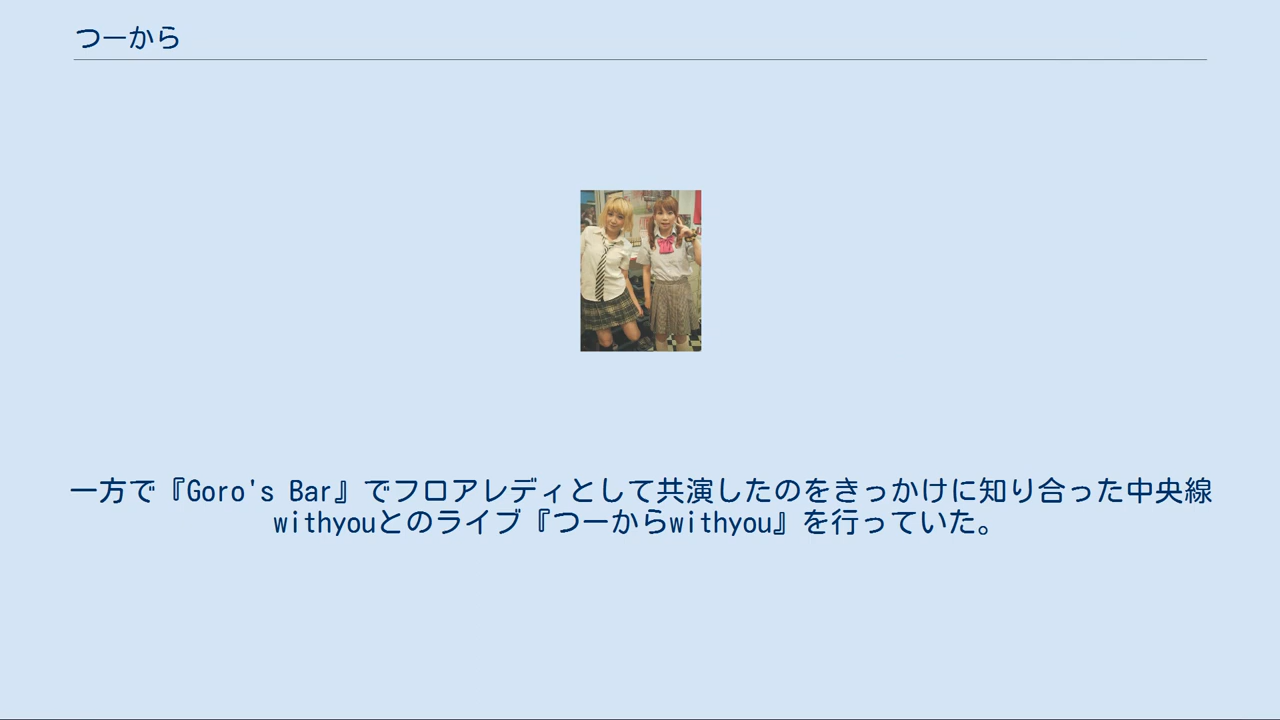 つーから
一方で『Goro's Bar』でフロアレディとして共演したのをきっかけに知り合った中央線
withyouとのライブ『つーからwithyou』を行っていた。